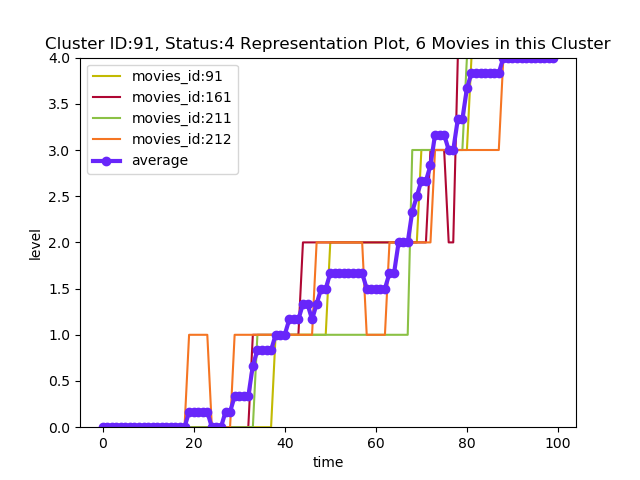 Cluster ID:91, Status:4 Representation Plot, 6 Movies in this Cluster
movies_id:91
movies_id:161
movies_id:211
movies_id:212
average
4.0
3.5
3.0
2.5
2.0
1.5
1.0
0.5
0.0
level
0 20 40 60 80 100
time